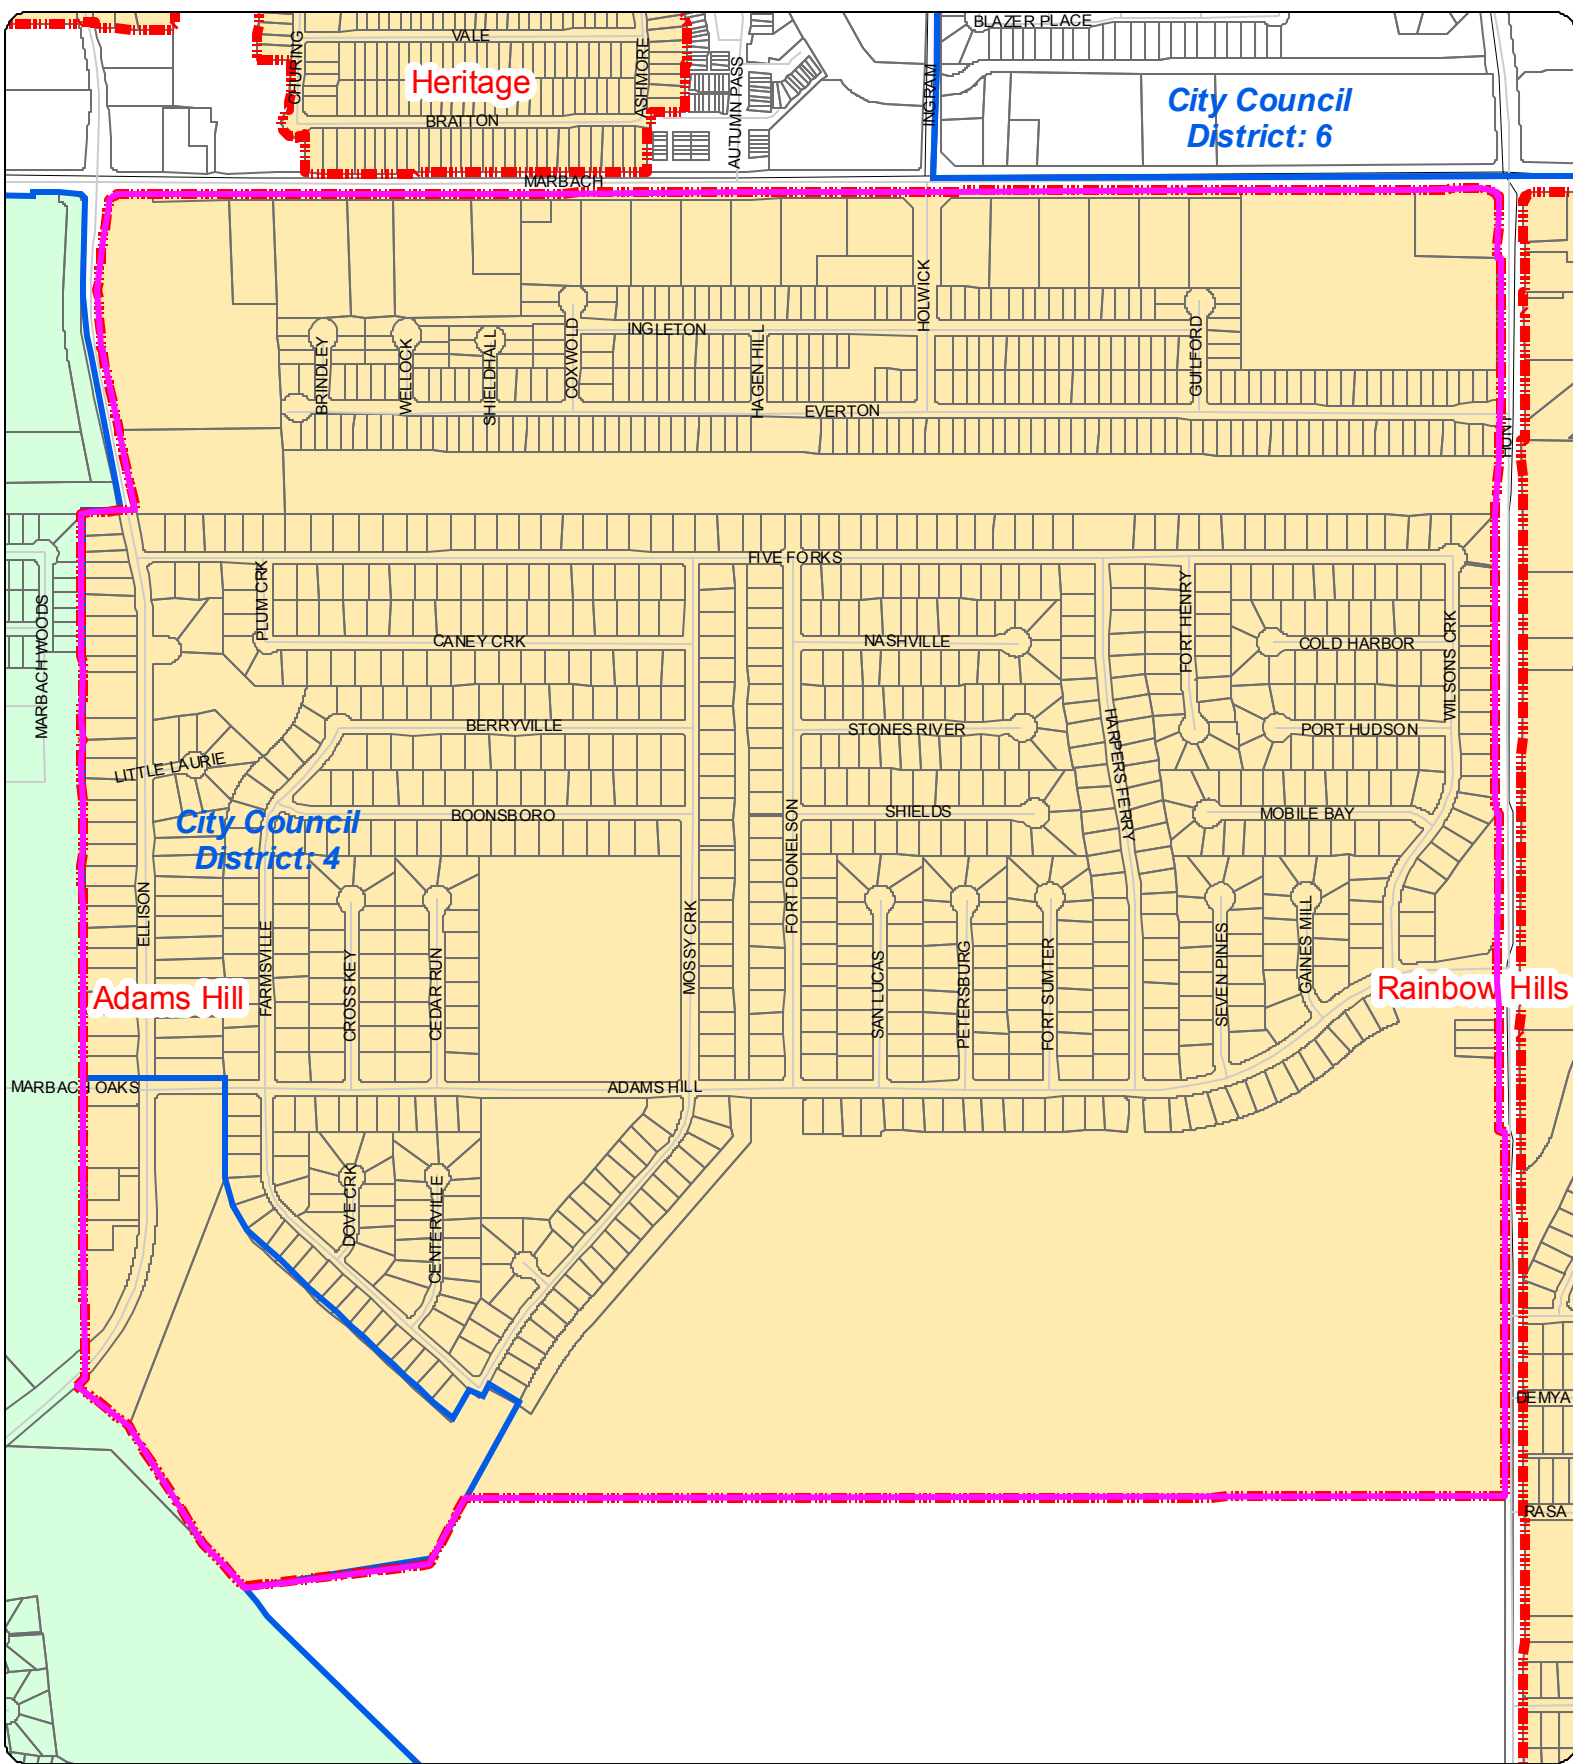 BLAZER PLACE
VALE
CHURING
ASHMORE
Heritage
AUTUMN PASS
INGRAM
City Council
District: 6
BRATTON
MARBACH
HOLWICK
INGLETON
BRINDLEY
WELLOCK
SHIELDHALL
COXWOLD
HAGEN HILL
GUILFORD
EVERTON
HUNT
FIVE FORKS
PLUM CRK
FORT HENRY
MARBACH WOODS
CANEY CRK
NASHVILLE
COLD HARBOR
WILSONS CRK
BERRYVILLE
STONES RIVER
HARPERS FERRY
PORT HUDSON
LITTLE LAURIE
City Council
District: 4
BOONSBORO
FORT DONELSON
SHIELDS
MOBILE BAY
ELLISON
FARMSVILLE
CROSS KEY
CEDAR RUN
MOSSY CRK
SAN LUCAS
PETERSBURG
FORT SUMTER
SEVEN PINES
GAINES MILL
Adams Hill
Rainbow Hills
MARBACH OAKS
ADAMS HILL
DOVE CRK
CENTERVILLE
DEMYA
RASA